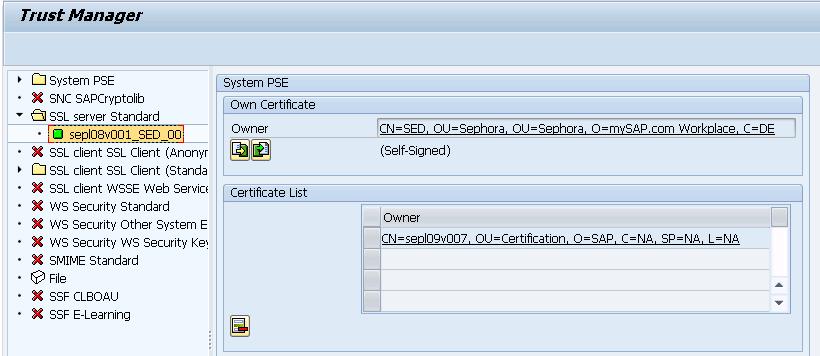 Trust Manager
System PSE
SNC SAPCryptolib
SSL server Standard
sepl08v001_SED_00
SSL client SSL Client (Anonyr
SSL client SSL Client (Standa
SSL client WSSE Web Service
WS Security Standard
WS Security Other System E
WS Security WS Security Key
SMIME Standard
File
SSF CLBOAU
SSF E-Learning
System PSE
Own Certificate
Owner CN=SED, OU=Sephora, OU=Sephora, O=mySAP.com Workplace, C=DE
(Self-Signed)
Certificate List
Owner
CN=sepl09v007, OU=Certification, O=SAP, C=NA, SP=NA, L=NA